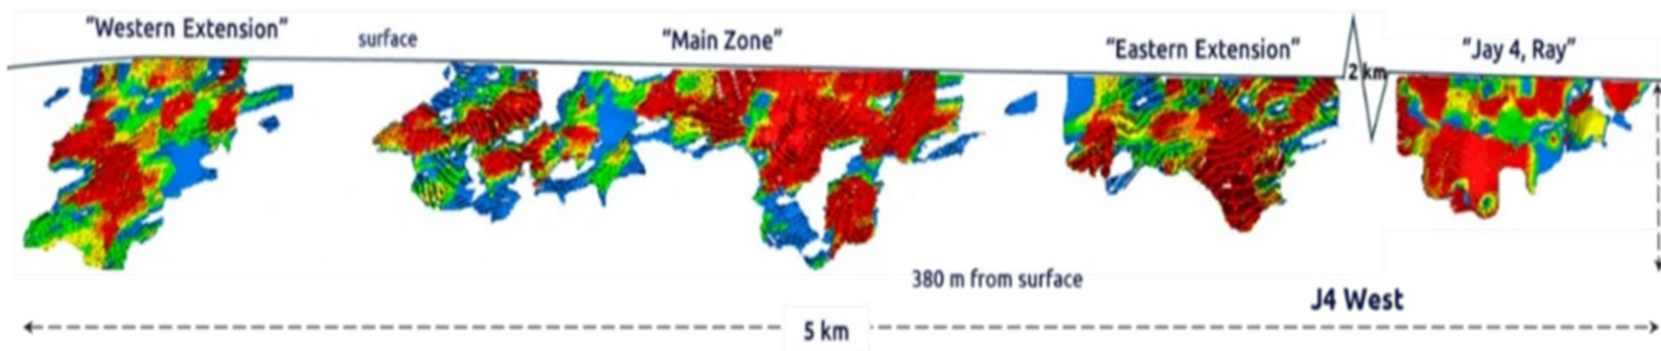 “Western Extension”
surface
“Main Zone”
“Eastern Extension”
2 km
“Jay 4, Ray”
380 m from surface
J4 West
5 km